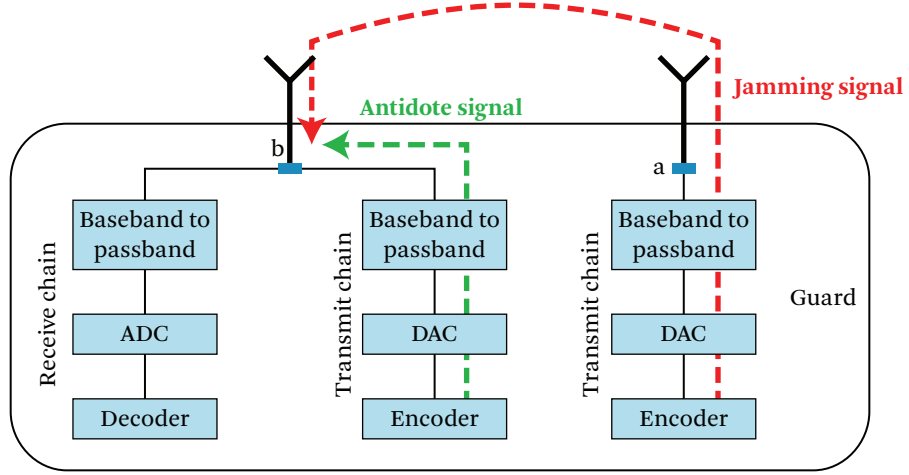 Jamming signal
Antidote signal
b
a
Baseband to
passband
Baseband to
passband
Baseband to
passband
Receive chain
Transmit chain
Transmit chain
Guard
ADC
DAC
DAC
Decoder
Encoder
Encoder